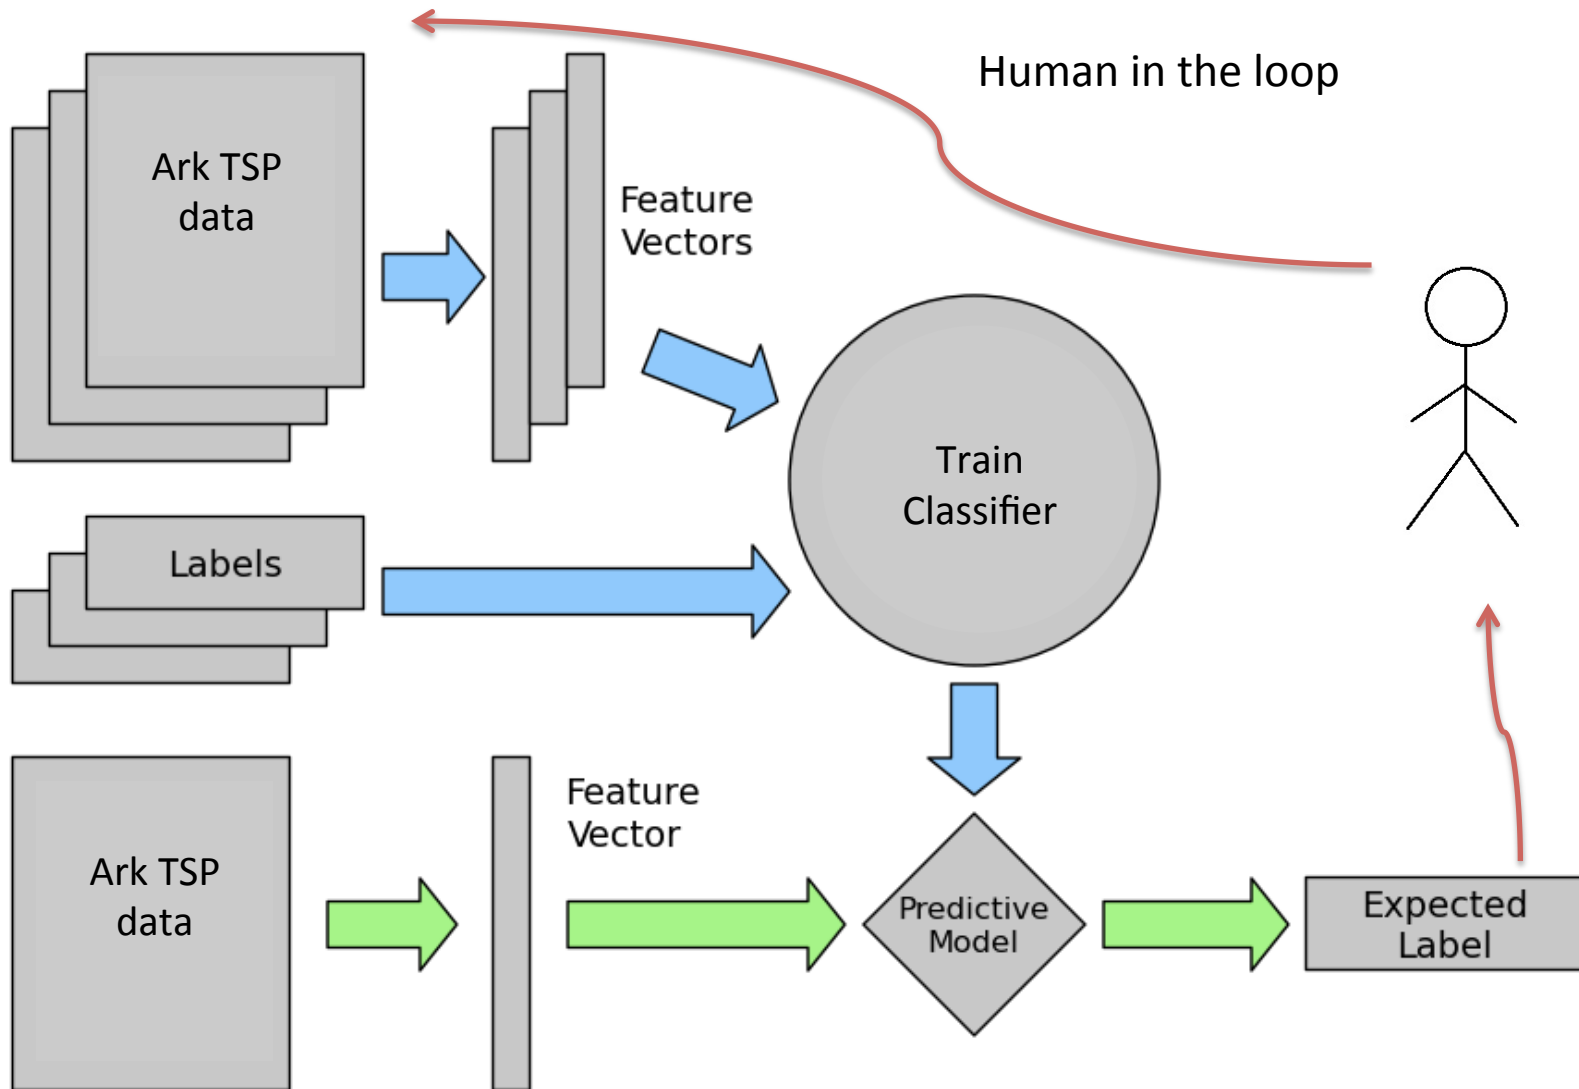 Human in the loop
Ark TSP
data
Feature
Vectors
Train
Classifier
Labels
Feature
Vector
Ark TSP
data
Predictive
Model
Expected
Label